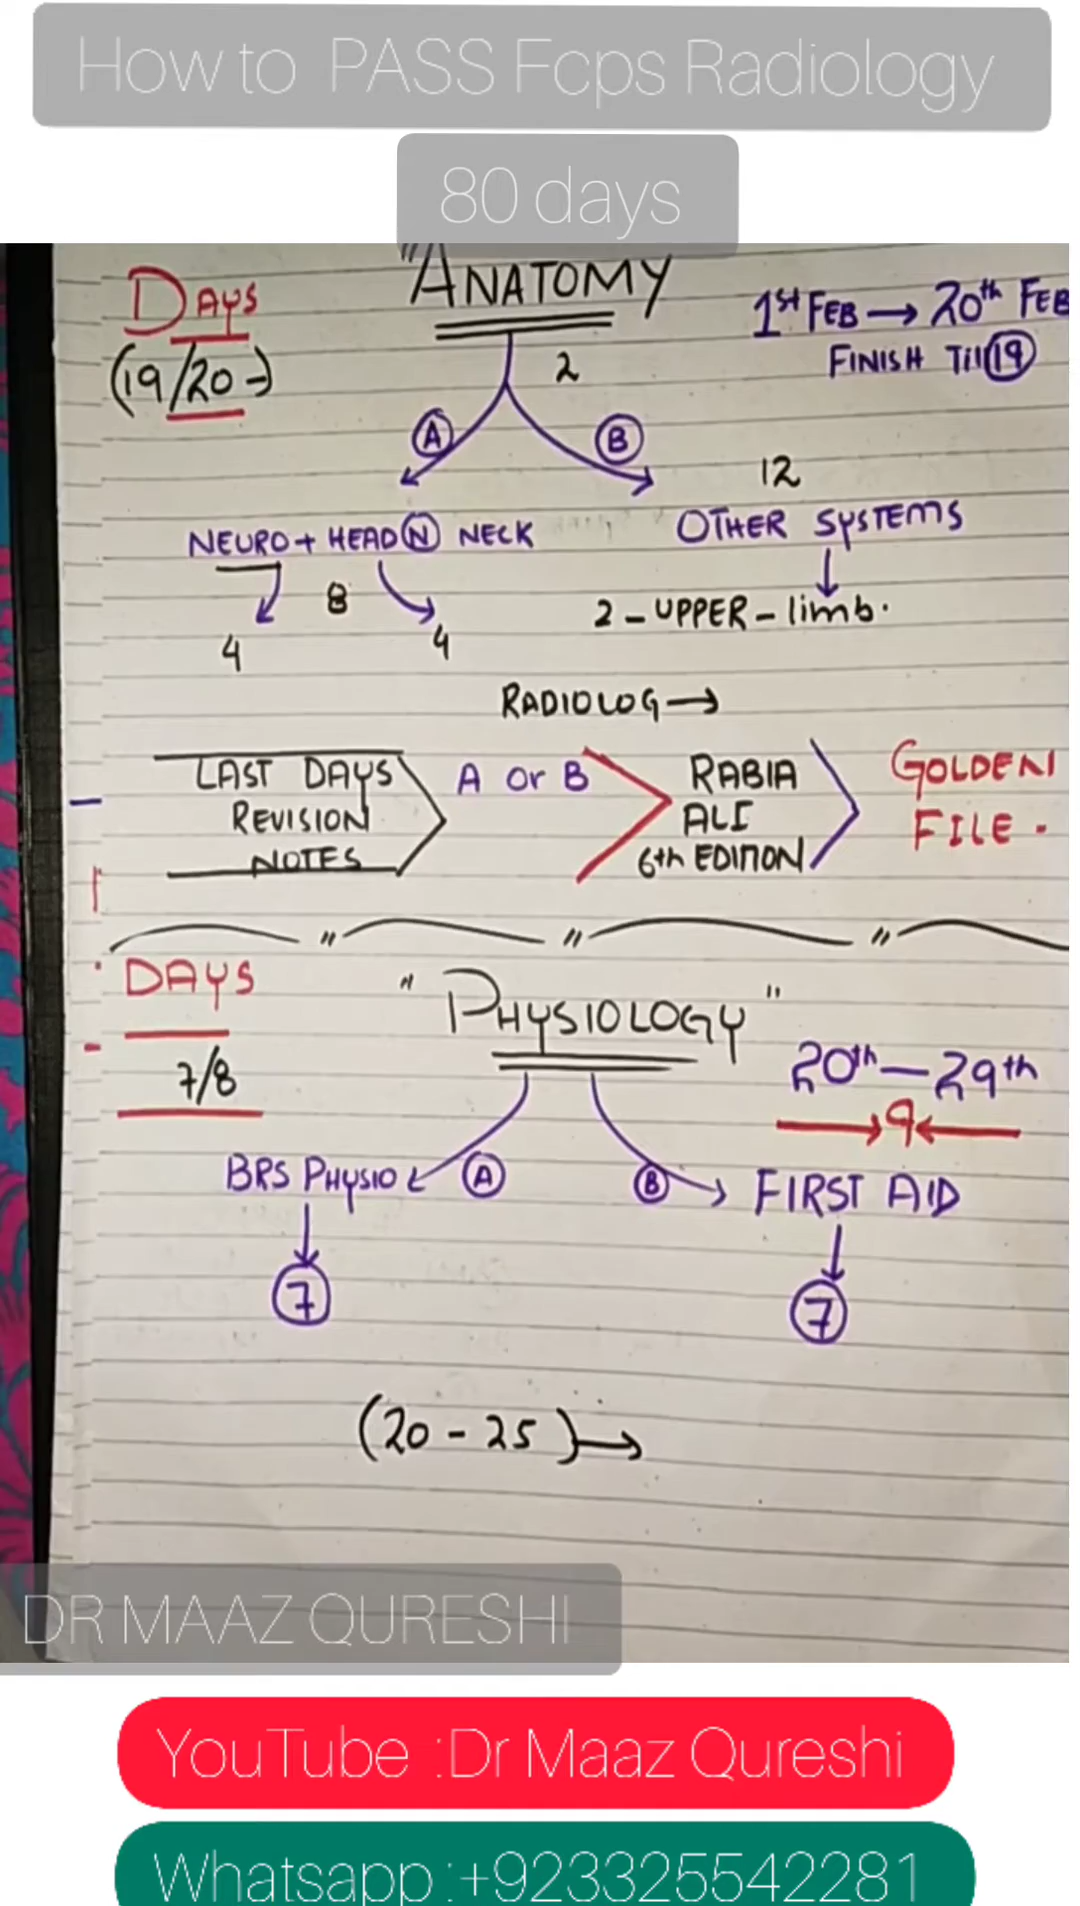 How to PASS Fcps Radiology
80 days
"ANATOMY
DAYS
(19/20-)
1st FEB → 20th FEB
FINISH Till 19
2
A
B
12
NEURO + HEAD N NECK
OTHER SYSTEMS
8
4
4
2 - UPPER - limb.
RADIOLOG →
LAST DAYS
REVISION
NOTES
A or B
RABIA
ALI
6th EDITION
GOLDEN
FILE.
DAYS
7/8
"PHYSIOLOGY"
20th — 29th
9
BRS PHYSIO
A
B
FIRST AID
7
7
(20 - 25) →
DR MAAZ QURESHI
YouTube :Dr Maaz Qureshi
Whatsapp :+923325542281